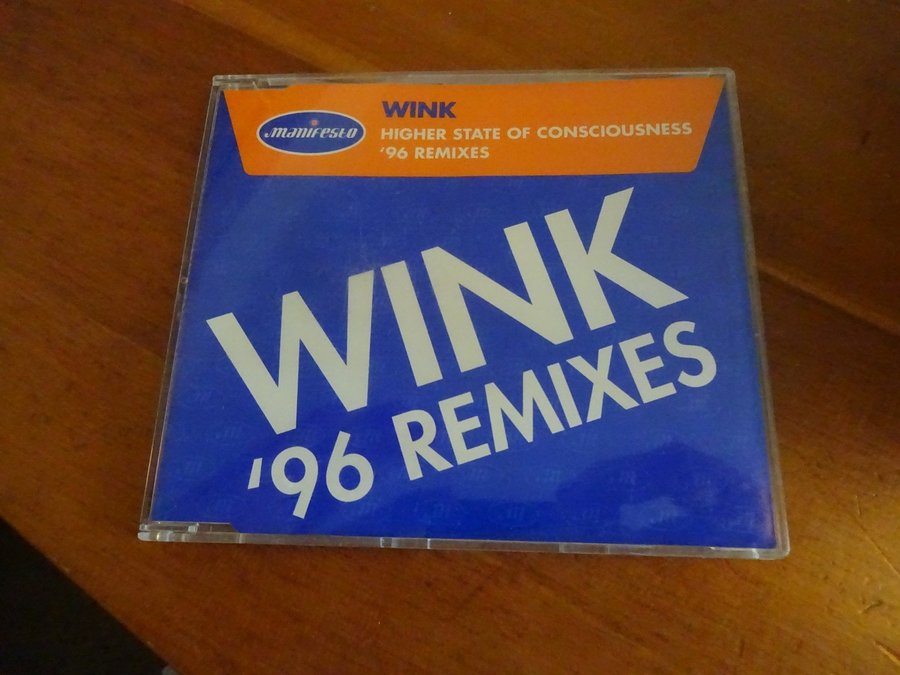 manifesto
WINK
HIGHER STATE OF CONSCIOUSNESS
'96 REMIXES
WINK
'96 REMIXES